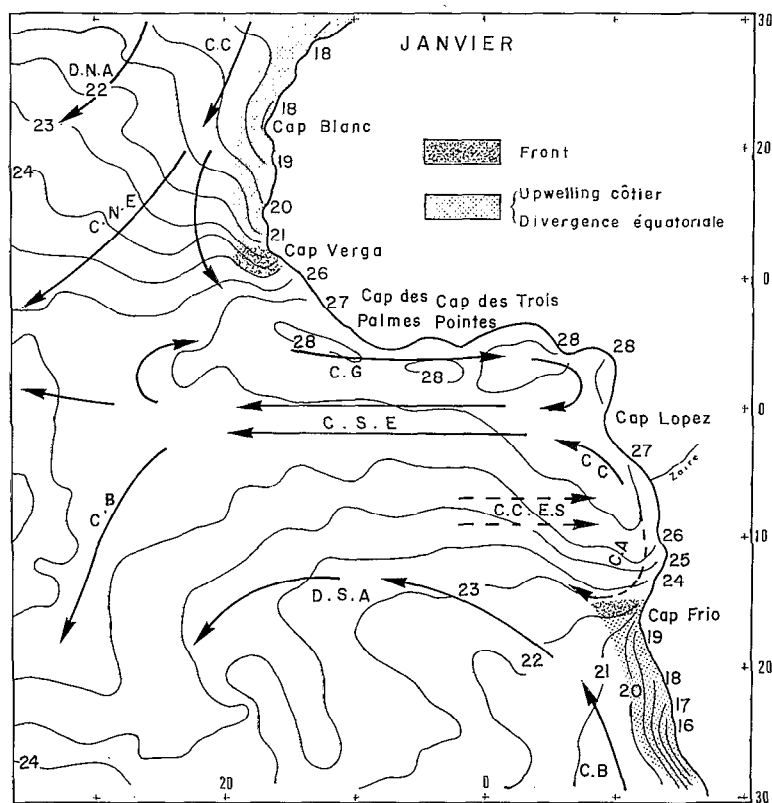 30
C.C
18
JANVIER
D.N.A
22
23
18
Cap Blanc
Front
20
24
19
Upwelling côtier
Divergence équatoriale
C.N.E
20
21
Cap Verga
26
10
27
Cap des Palmes
Cap des Trois Pointes
28
C.G
28
28
28
0
C.S.E
Cap Lopez
27
C C
Zaïre
C.B
C.C.E.S
26
10
C.A
25
24
D.S.A
23
Cap Frio
19
22
21
20
18
20
17
16
24
20
0
C.B
30